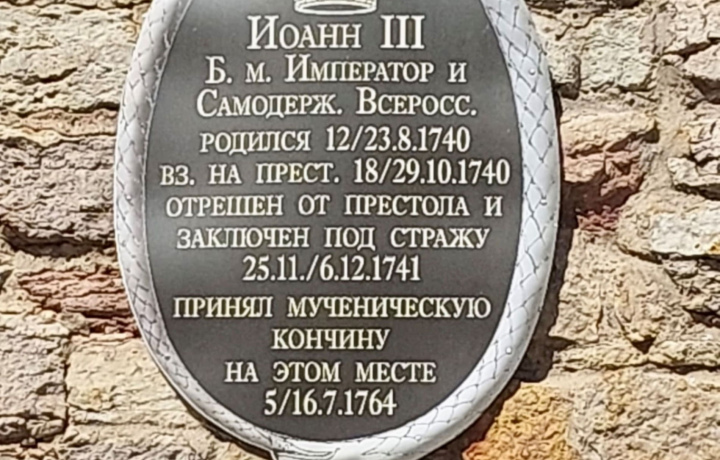 Иоанн III
Б. м. Император и
Самодерж. Всеросс.
родился 12/23.8.1740
вз. на прест. 18/29.10.1740
отрешен от престола и
заключен под стражу
25.11./6.12.1741
принял мученическую
кончину
на этом месте
5/16.7.1764